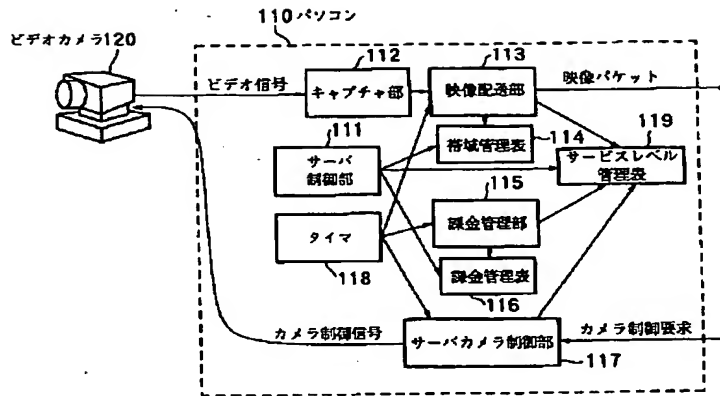 110 パソコン
ビデオカメラ120
112
113
ビデオ信号
キャプチャ部
映像配送部
映像パケット
111
114
119
サーバ
制御部
帯域管理表
サービスレベル
管理表
115
タイマ
課金管理部
118
課金管理表
116
カメラ制御信号
サーバカメラ制御部
カメラ制御要求
117